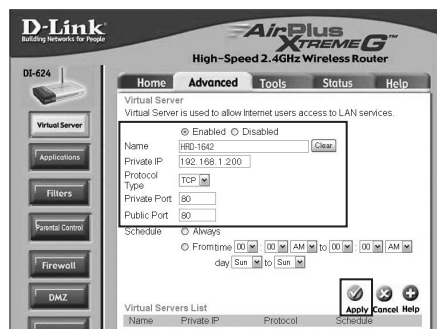 D-Link
Building Networks for People
AirPlus
XTREME G™
High-Speed 2.4GHz Wireless Router
DI-624
Home Advanced Tools Status Help
Virtual Server
Virtual Server is used to allow Internet users access to LAN services.
Enabled Disabled
Name HRD-1642 Clear
Private IP 192.168.1.200
Protocol Type TCP
Private Port 80
Public Port 80
Schedule Always
From time 00 : 00 AM to 00 : 00 AM
day Sun to Sun
Apply Cancel Help
Virtual Servers List
Name Private IP Protocol Schedule
Virtual Server
Applications
Filters
Parental Control
Firewall
DMZ